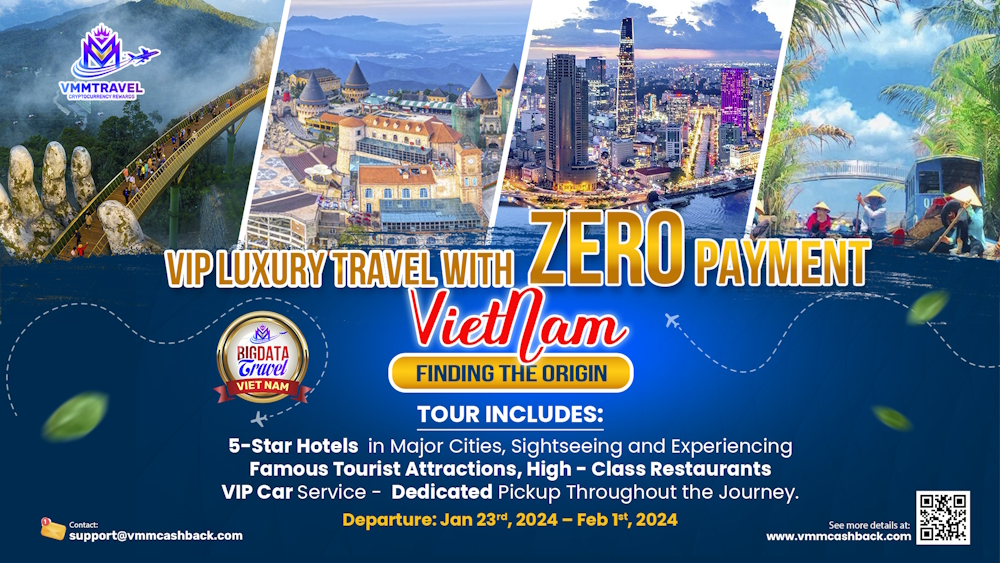 VMMTRAVEL
CRYPTOCURRENCY REWARDS
VIP LUXURY TRAVEL WITH ZERO PAYMENT
VietNam
FINDING THE ORIGIN
BIGDATA
Travel
VIET NAM
TOUR INCLUDES:
5-Star Hotels in Major Cities, Sightseeing and Experiencing
Famous Tourist Attractions, High - Class Restaurants
VIP Car Service - Dedicated Pickup Throughout the Journey.
Departure: Jan 23rd, 2024 – Feb 1st, 2024
1
Contact:
support@vmmcashback.com
See more details at:
www.vmmcashback.com